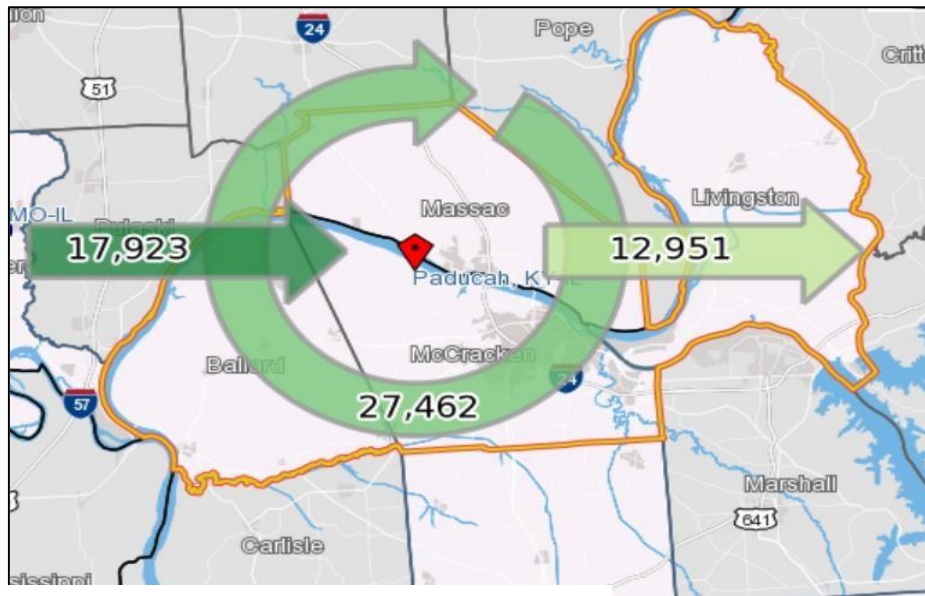 24
Pope
51
Livingston
Massac
MO-IL
17,923
12,951
Paducah, KY-IL
McCracken
Ballard
24
57
27,462
Marshall
641
Carlisle